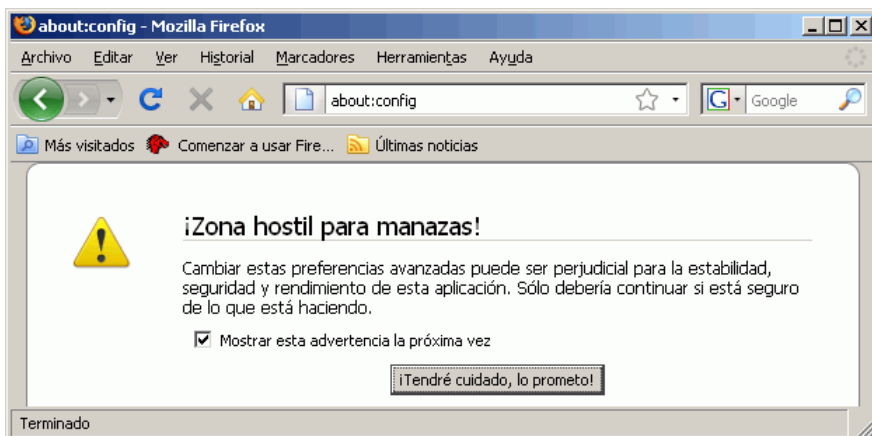 about:config - Mozilla Firefox
Archivo Editar Ver Historial Marcadores Herramientas Ayuda
about:config G Google
Más visitados Comenzar a usar Fire... Últimas noticias
¡Zona hostil para manazas!
Cambiar estas preferencias avanzadas puede ser perjudicial para la estabilidad,
seguridad y rendimiento de esta aplicación. Sólo debería continuar si está seguro
de lo que está haciendo.
Mostrar esta advertencia la próxima vez
¡Tendré cuidado, lo prometo!
Terminado